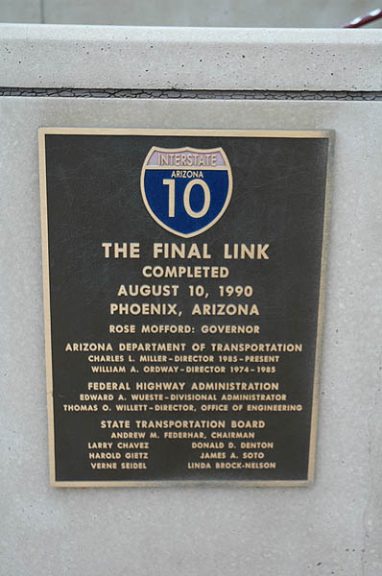 INTERSTATE
ARIZONA
10
THE FINAL LINK
COMPLETED
AUGUST 10, 1990
PHOENIX, ARIZONA
ROSE MOFFORD: GOVERNOR
ARIZONA DEPARTMENT OF TRANSPORTATION
CHARLES L. MILLER-DIRECTOR 1985-PRESENT
WILLIAM A. ORDWAY-DIRECTOR 1974-1985
FEDERAL HIGHWAY ADMINISTRATION
EDWARD A. WUESTE-DIVISIONAL ADMINISTRATOR
THOMAS O. WILLETT-DIRECTOR, OFFICE OF ENGINEERING
STATE TRANSPORTATION BOARD
ANDREW M. FEDERHAR, CHAIRMAN
LARRY CHAVEZ DONALD D. DENTON
HAROLD GIETZ JAMES A. SOTO
VERNE SEIDEL LINDA BROCK-NELSON